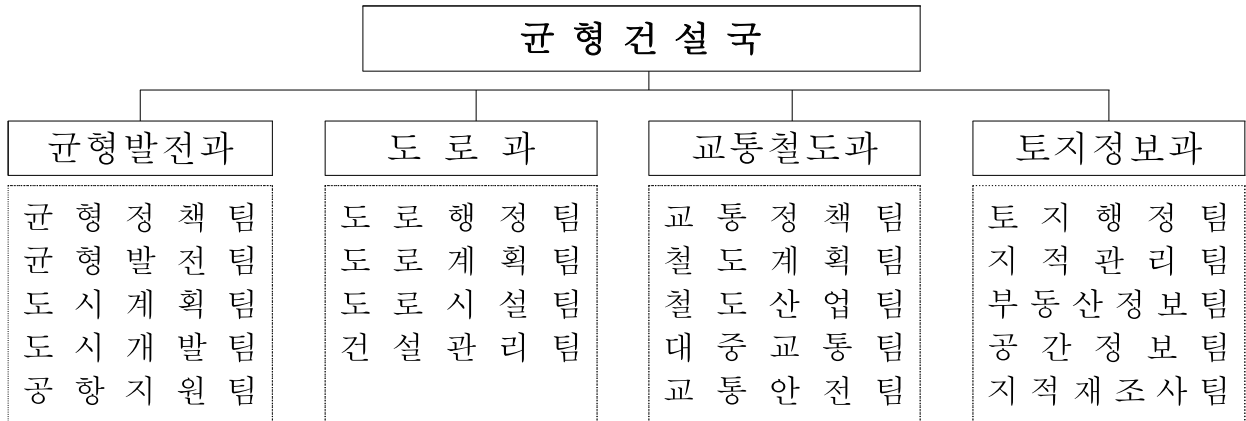 균형건설국
균형발전과
균형정책팀
균형발전팀
도시계획팀
도시개발팀
공항지원팀
도로과
도로행정팀
도로계획팀
도로시설팀
건설관리팀
교통철도과
교통정책팀
철도계획팀
철도산업팀
대중교통팀
교통안전팀
토지정보과
토지행정팀
지적관리팀
부동산정보팀
공간정보팀
지적재조사팀